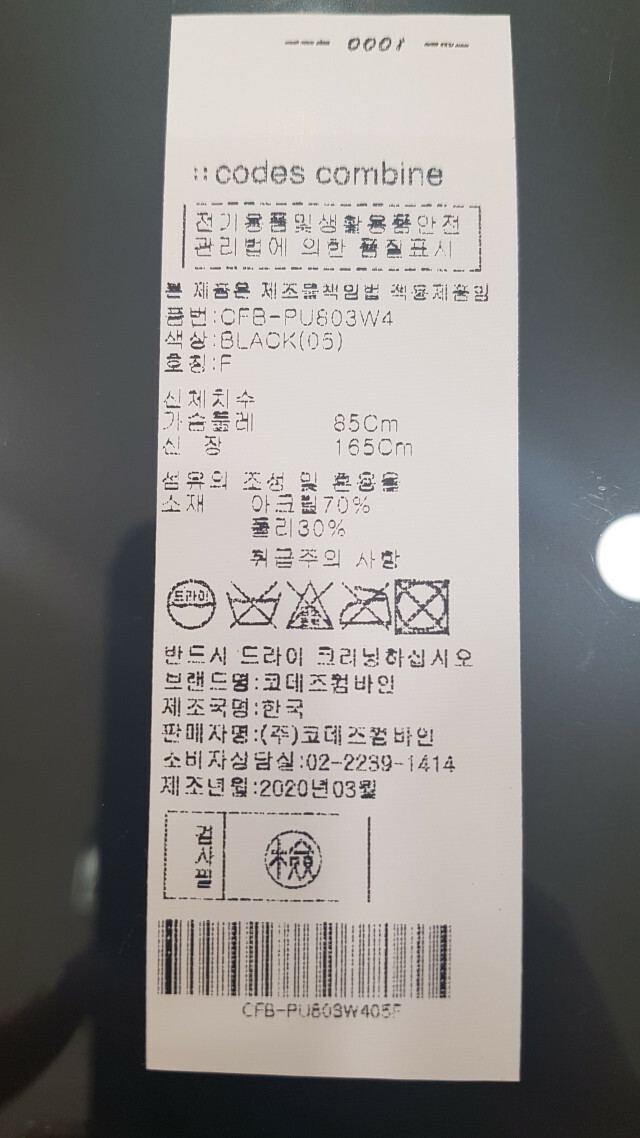 --- 0001 ---
::codes combine
전기용품및생활용품안전
관리법에 의한 품질표시
본 제품은 제조물책임법 적용제품임
품번:CFB-PU803W4
색상:BLACK(05)
호칭:F
신체치수
가슴둘레 85Cm
신 장 165Cm
섬유의 조성 및 혼용율
소재 아크릴70%
폴리30%
취급주의 사항
드라이
반드시 드라이 크리닝하십시오
브랜드명:코데즈컴바인
제조국명:한국
판매자명:(주)코데즈컴바인
소비자상담실:02-2239-1414
제조년월:2020년03월
검사필 檢
CFB-PU803W405F